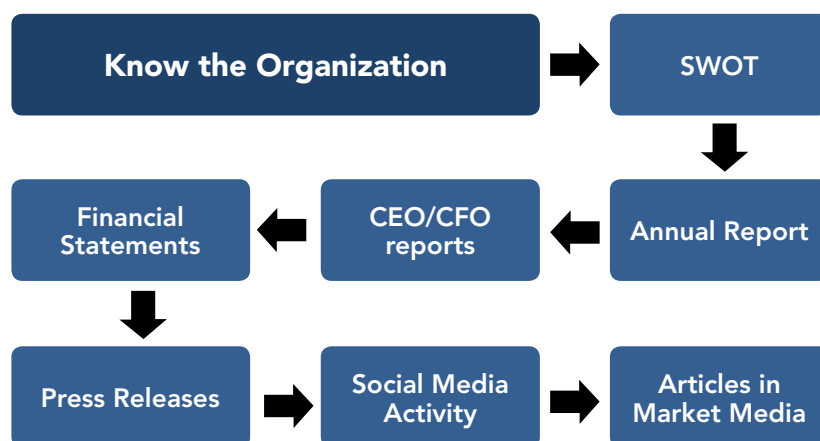 Know the Organization
SWOT
Financial
Statements
CEO/CFO
reports
Annual Report
Press Releases
Social Media
Activity
Articles in
Market Media